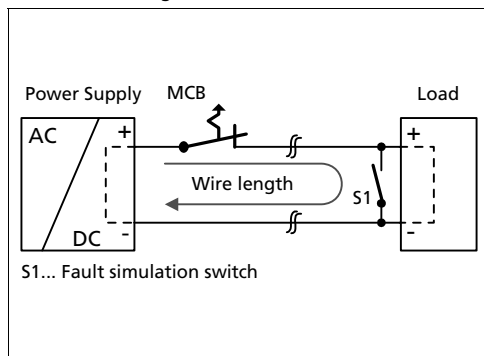 Power Supply
MCB
Load
AC
+
+
Wire length
S1
-
-
DC
S1... Fault simulation switch